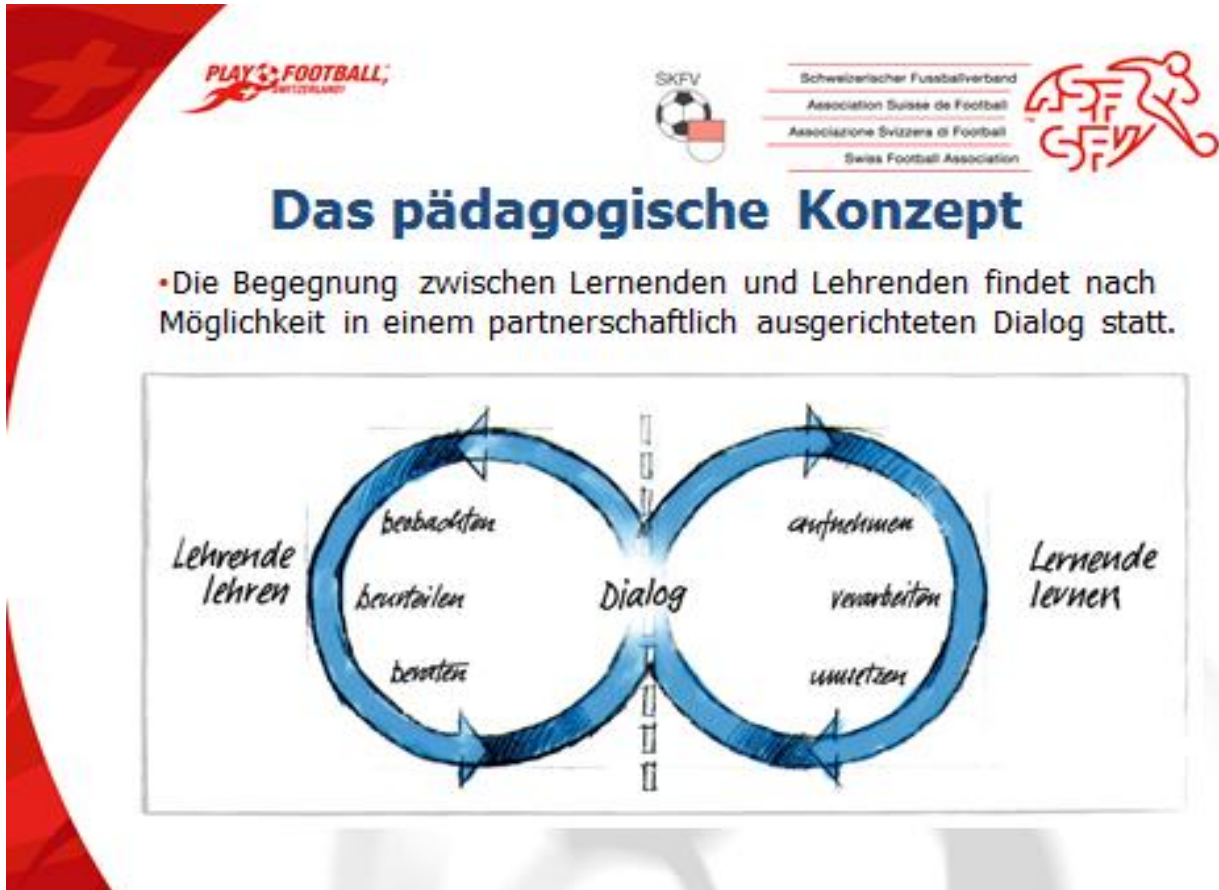 PLAY FOOTBALL,
SWITZERLAND!
SKFV
Schweizerischer Fussballverband
Association Suisse de Football
Associazione Svizzera di Football
Swiss Football Association
ASF
SFV
Das pädagogische Konzept
•Die Begegnung zwischen Lernenden und Lehrenden findet nach
Möglichkeit in einem partnerschaftlich ausgerichteten Dialog statt.
Lehrende
lehren
beobachten
beurteilen
beraten
Dialog
aufnehmen
verarbeiten
umsetzen
Lernende
lernen